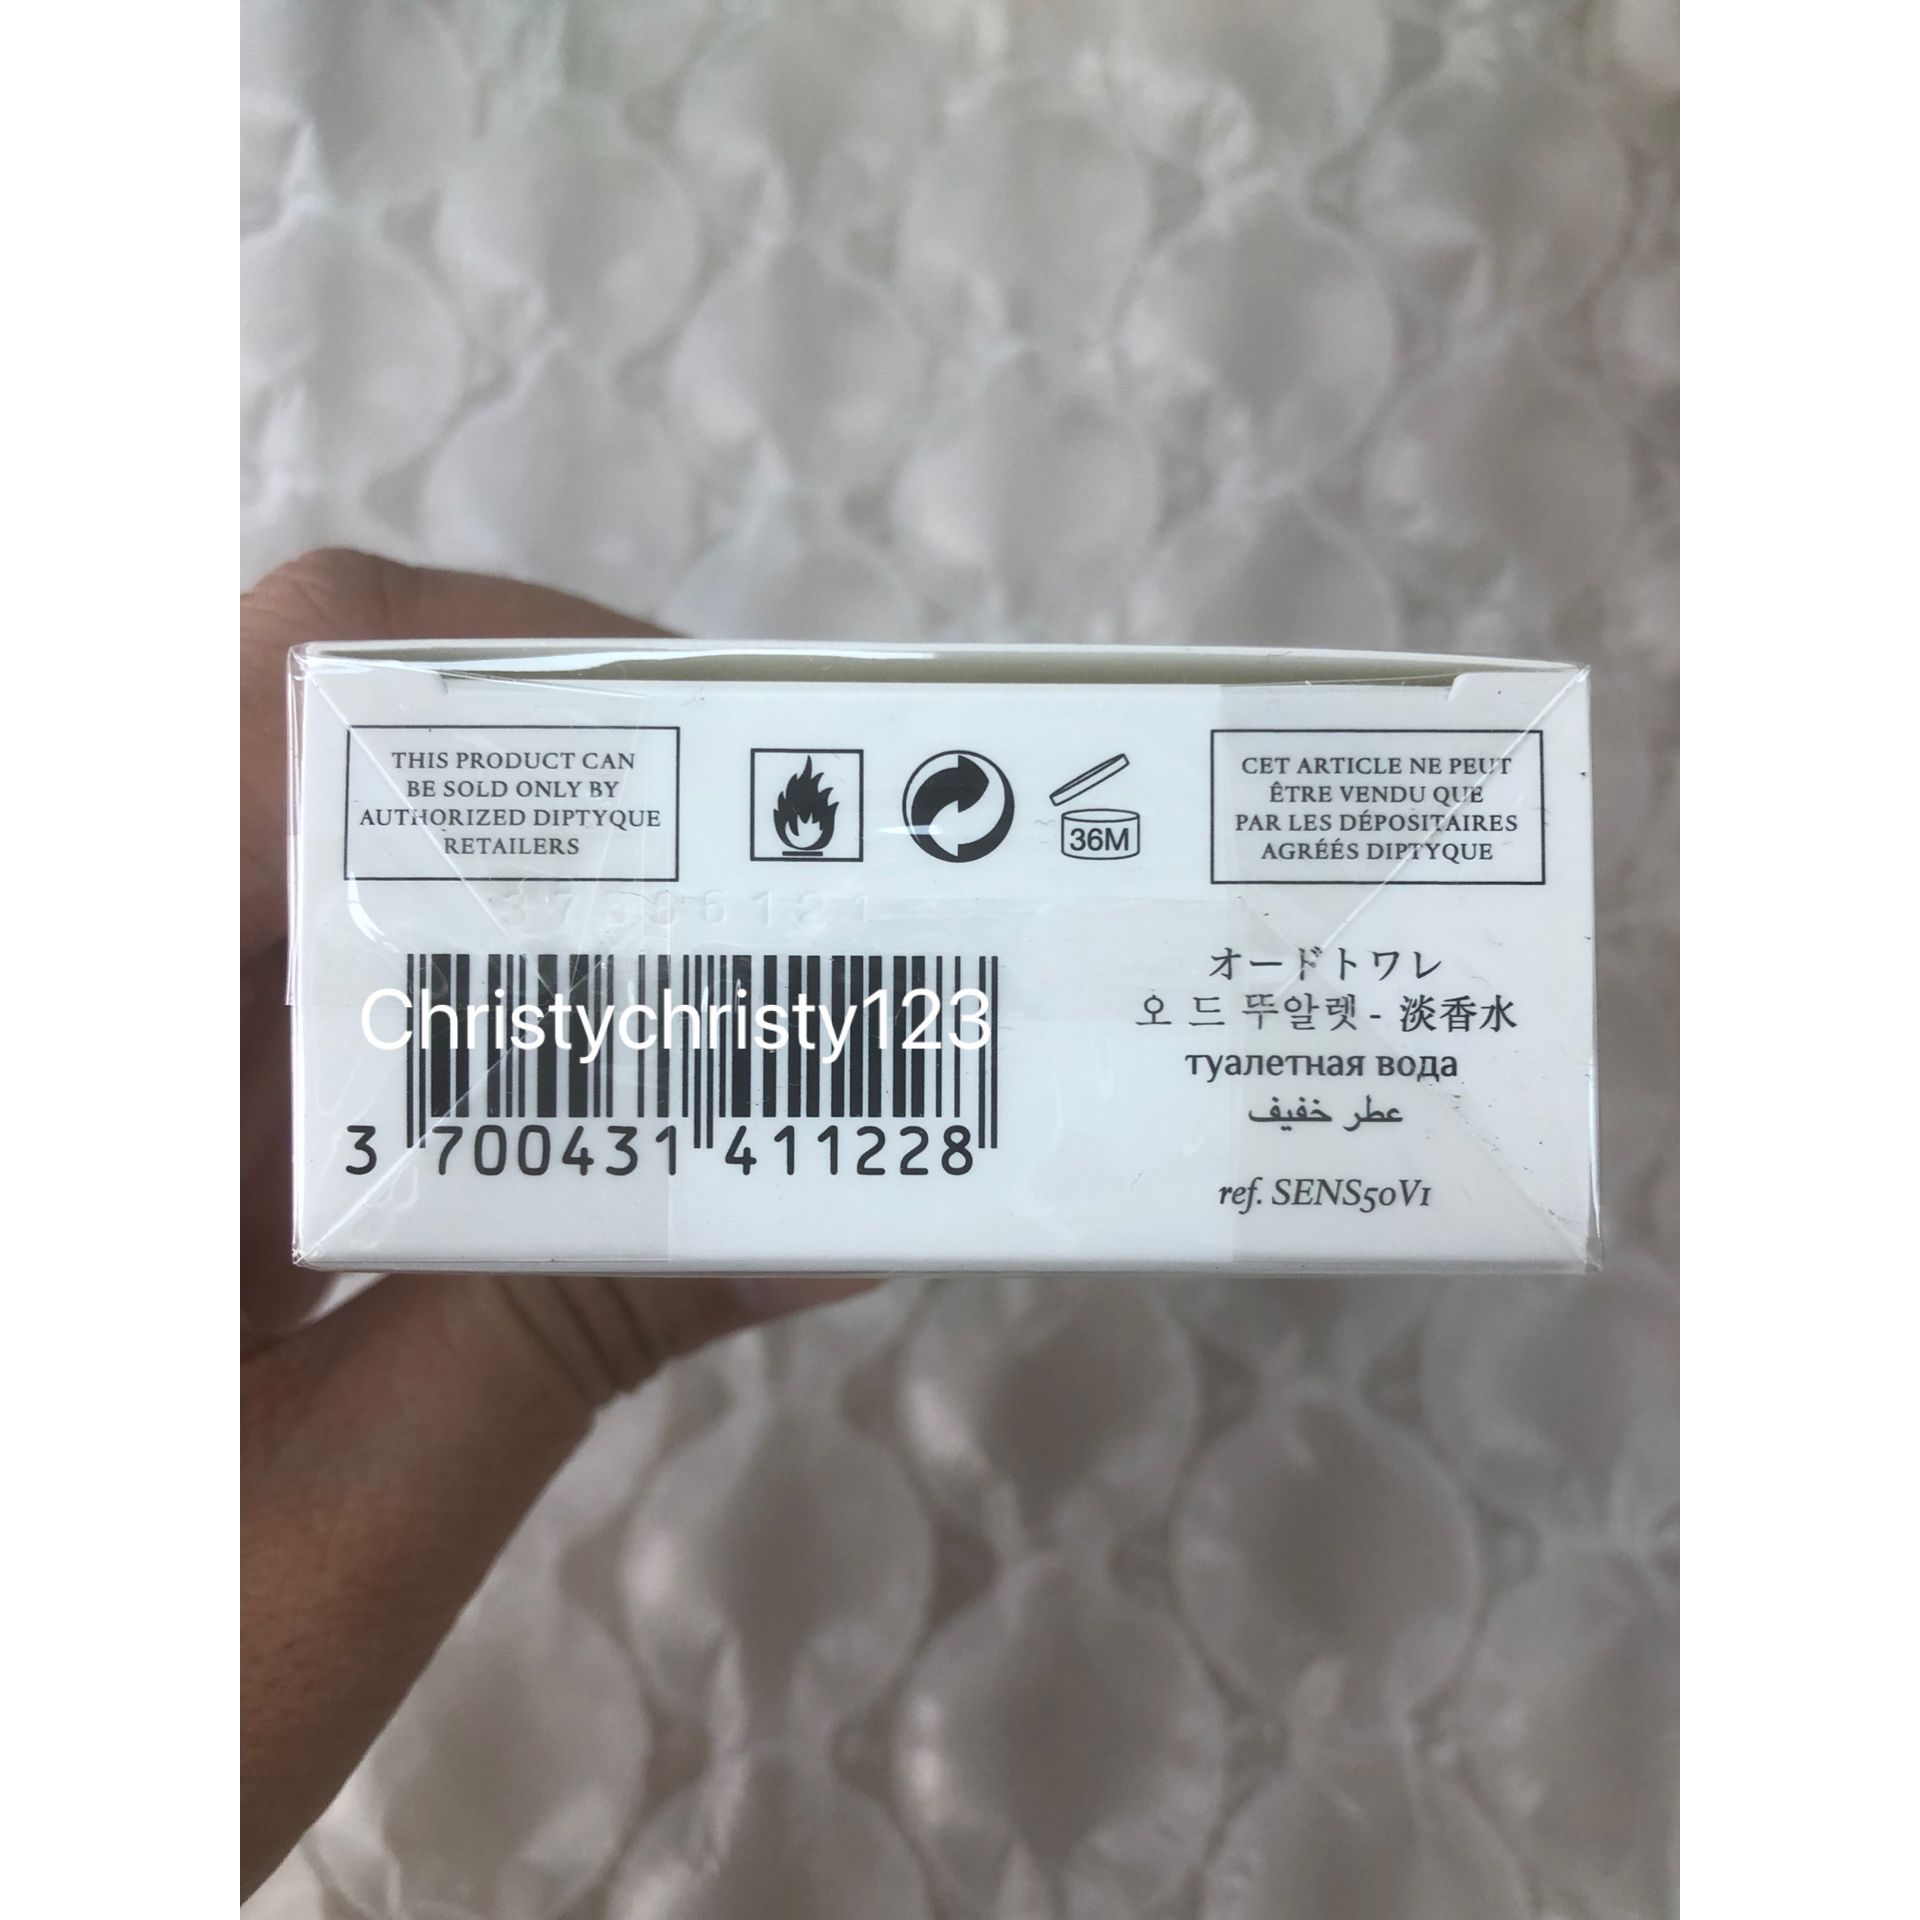 THIS PRODUCT CAN
BE SOLD ONLY BY
AUTHORIZED DIPTYQUE
RETAILERS
36M
CET ARTICLE NE PEUT
ÊTRE VENDU QUE
PAR LES DÉPOSITAIRES
AGRÉÉS DIPTYQUE
Christychristy123
3 700431 411228
オードトワレ
오 드 뚜알렛 - 淡香水
туалетная вода
عطر خفيف
ref. SENS50V1